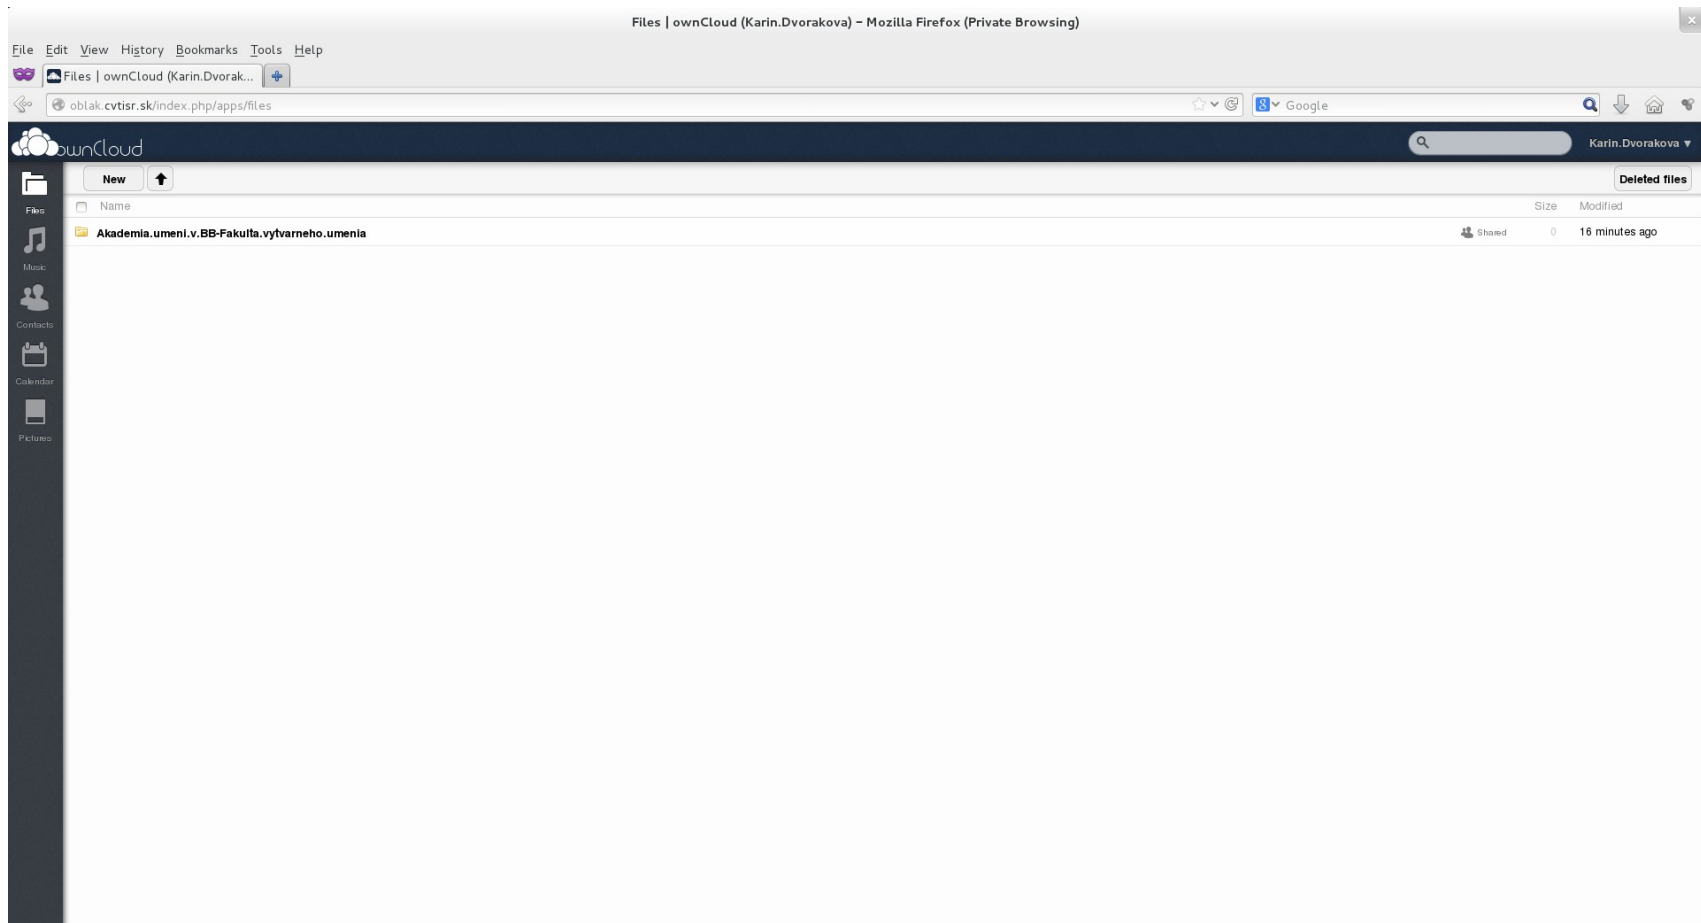 Files | ownCloud (Karin.Dvorakova) – Mozilla Firefox (Private Browsing)
File Edit View History Bookmarks Tools Help
Files | ownCloud (Karin.Dvorak...
oblak.cvtisr.sk/index.php/apps/files
Google
ownCloud
Karin.Dvorakova
New
Deleted files
Files
Name Size Modified
Akademia.umeni.v.BB-Fakulta.vytvarneho.umenia Shared 0 16 minutes ago
Music
Contacts
Calendar
Pictures